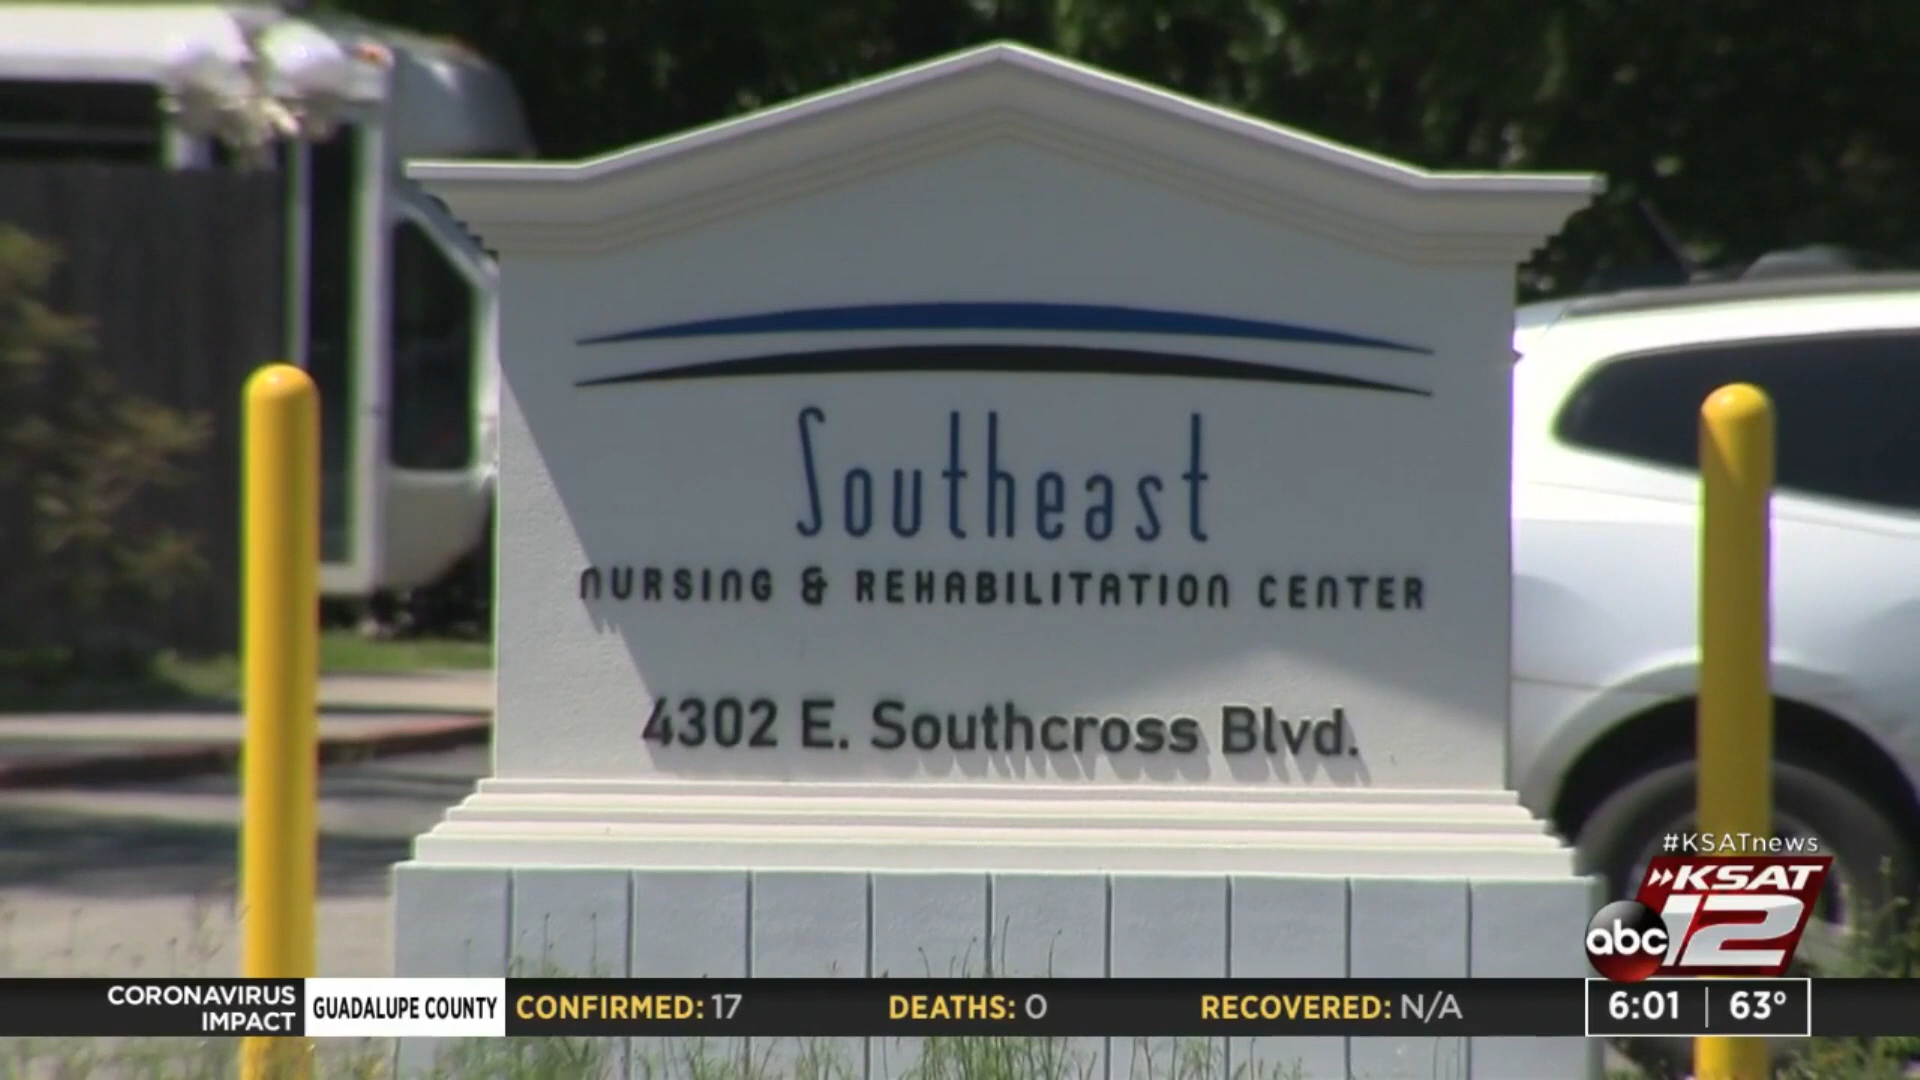 Southeast
NURSING & REHABILITATION CENTER
4302 E. Southcross Blvd.
#KSATnews
KSAT
abc 12
CORONAVIRUS IMPACT
GUADALUPE COUNTY
CONFIRMED: 17
DEATHS: 0
RECOVERED: N/A
6:01 63°